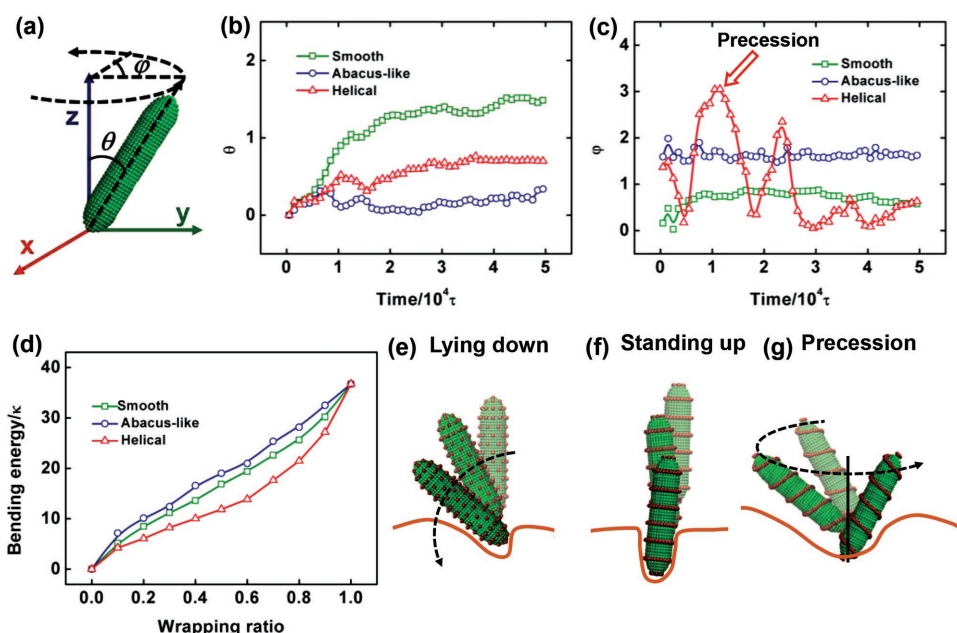 (a)
φ
z
θ
y
x
(b)
2
1
0
θ
Smooth
Abacus-like
Helical
0 1 2 3 4 5
Time/10⁴τ
(c)
Precession
4
3
2
1
0
φ
Smooth
Abacus-like
Helical
0 1 2 3 4 5
Time/10⁴τ
(d)
40
30
20
10
0
Bending energy/κ
Smooth
Abacus-like
Helical
0.0 0.2 0.4 0.6 0.8 1.0
Wrapping ratio
(e) Lying down
(f) Standing up
(g) Precession